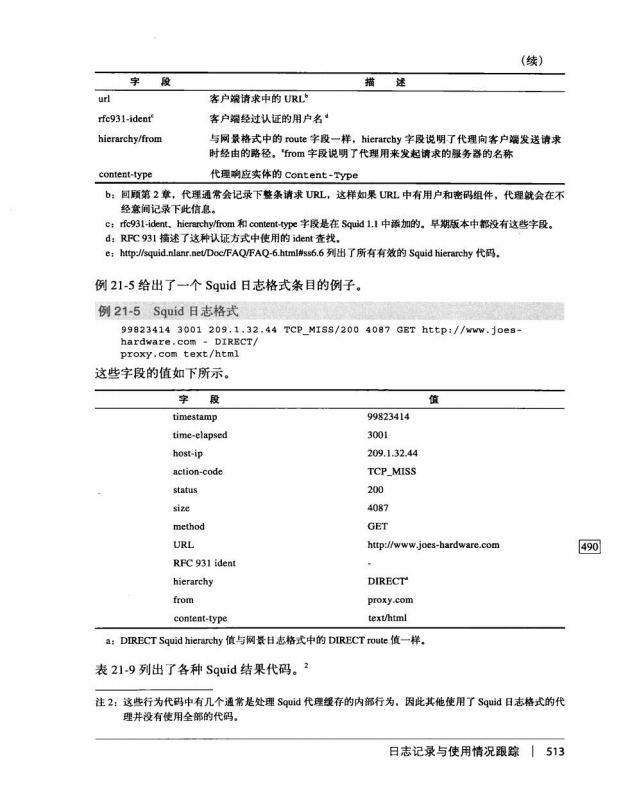 （续）
字 段 描 述
url 客户端请求中的 URLᵇ
rfc931-identᶜ 客户端经过认证的用户名ᵈ
hierarchy/from 与网景格式中的 route 字段一样，hierarchy 字段说明了代理向客户端发送请求
时经由的路径。ᵉfrom 字段说明了代理用来发起请求的服务器的名称
content-type 代理响应实体的 Content-Type
b：回顾第 2 章，代理通常会记录下整条请求 URL，这样如果 URL 中有用户和密码组件，代理就会在不
经意间记录下此信息。
c：rfc931-ident、hierarchy/from 和 content-type 字段是在 Squid 1.1 中添加的。早期版本中都没有这些字段。
d：RFC 931 描述了这种认证方式中使用的 ident 查找。
e：http://squid.nlanr.net/Doc/FAQ/FAQ-6.html#ss6.6 列出了所有有效的 Squid hierarchy 代码。
例 21-5 给出了一个 Squid 日志格式条目的例子。
例 21-5 Squid 日志格式
99823414 3001 209.1.32.44 TCP_MISS/200 4087 GET http://www.joes-
hardware.com - DIRECT/
proxy.com text/html
这些字段的值如下所示。
字 段 值
timestamp 99823414
time-elapsed 3001
host-ip 209.1.32.44
action-code TCP_MISS
status 200
size 4087
method GET
URL http://www.joes-hardware.com
490
RFC 931 ident -
hierarchy DIRECTᵃ
from proxy.com
content-type text/html
a：DIRECT Squid hierarchy 值与网景日志格式中的 DIRECT route 值一样。
表 21-9 列出了各种 Squid 结果代码。²
注 2：这些行为代码中有几个通常是处理 Squid 代理缓存的内部行为，因此其他使用了 Squid 日志格式的代
理并没有使用全部的代码。
日志记录与使用情况跟踪 | 513